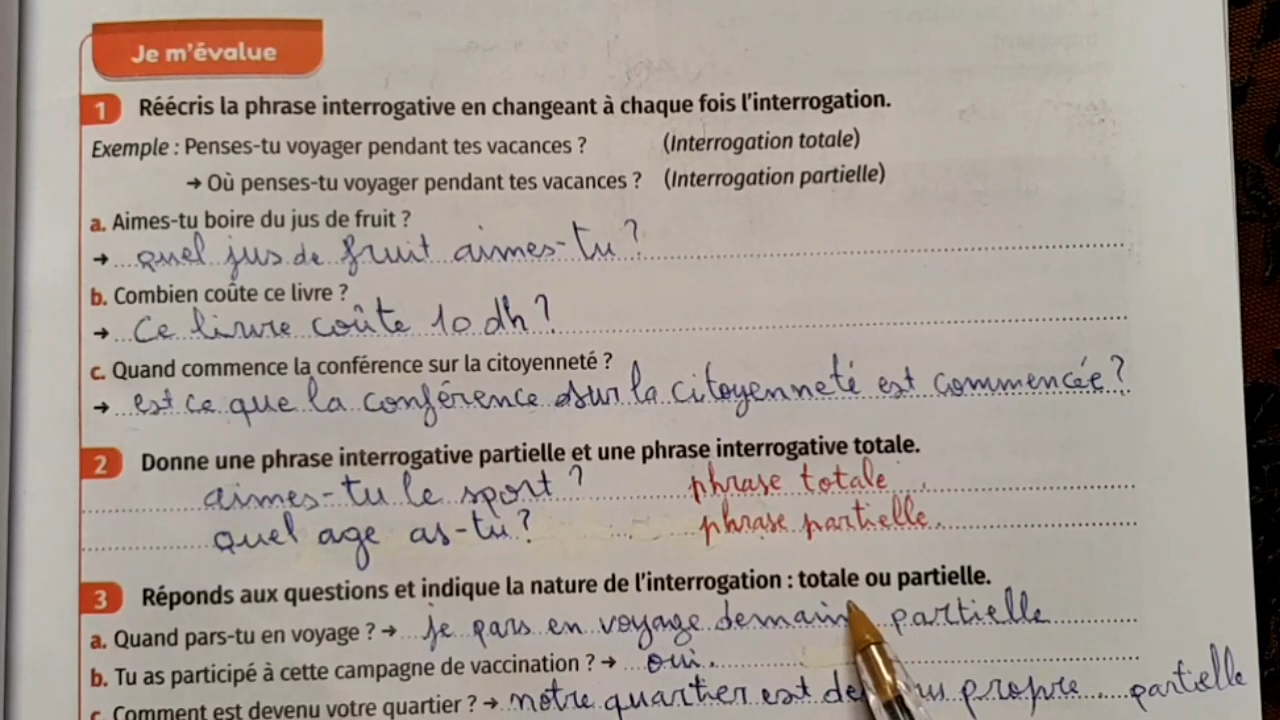 Je m'évalue
1 Réécris la phrase interrogative en changeant à chaque fois l'interrogation.
Exemple : Penses-tu voyager pendant tes vacances ? (Interrogation totale)
→ Où penses-tu voyager pendant tes vacances ? (Interrogation partielle)
a. Aimes-tu boire du jus de fruit ?
→ quel jus de fruit aimes-tu ?
b. Combien coûte ce livre ?
→ Ce livre coûte 10 dh ?
c. Quand commence la conférence sur la citoyenneté ?
→ est ce que la conférence sur la citoyenneté est commencée ?
2 Donne une phrase interrogative partielle et une phrase interrogative totale.
aimes-tu le sport ? phrase totale
quel age as-tu ? phrase partielle
3 Réponds aux questions et indique la nature de l'interrogation : totale ou partielle.
a. Quand pars-tu en voyage ? → je pars en voyage demain partielle
b. Tu as participé à cette campagne de vaccination ? → oui.
c. Comment est devenu votre quartier ? → notre quartier est propre partielle